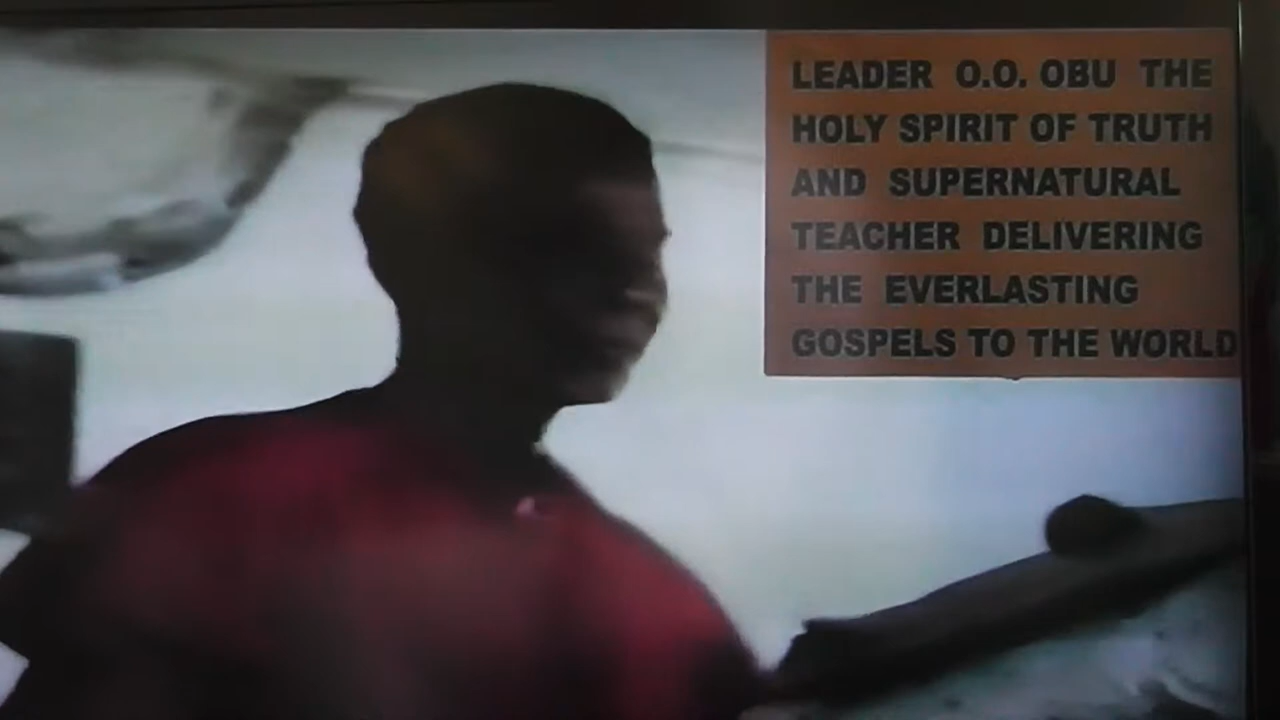 LEADER O.O. OBU THE
HOLY SPIRIT OF TRUTH
AND SUPERNATURAL
TEACHER DELIVERING
THE EVERLASTING
GOSPELS TO THE WORLD